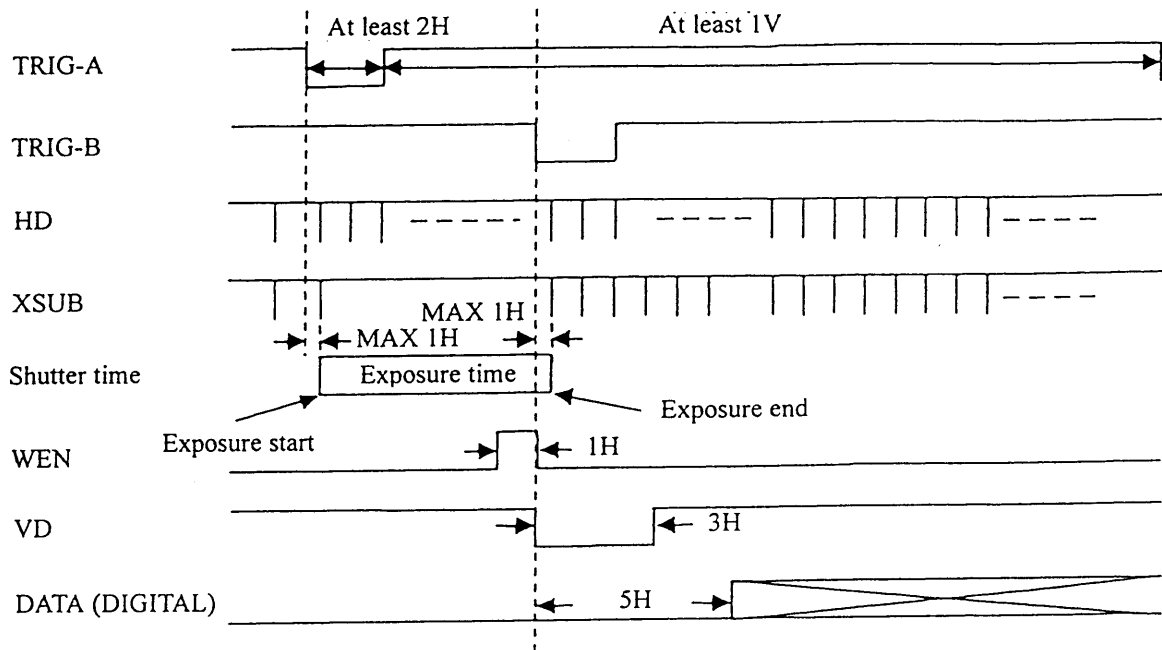 At least 2H
At least 1V
TRIG-A
TRIG-B
HD
XSUB
MAX 1H
MAX 1H
Shutter time
Exposure time
Exposure end
Exposure start
WEN
1H
VD
3H
DATA (DIGITAL)
5H